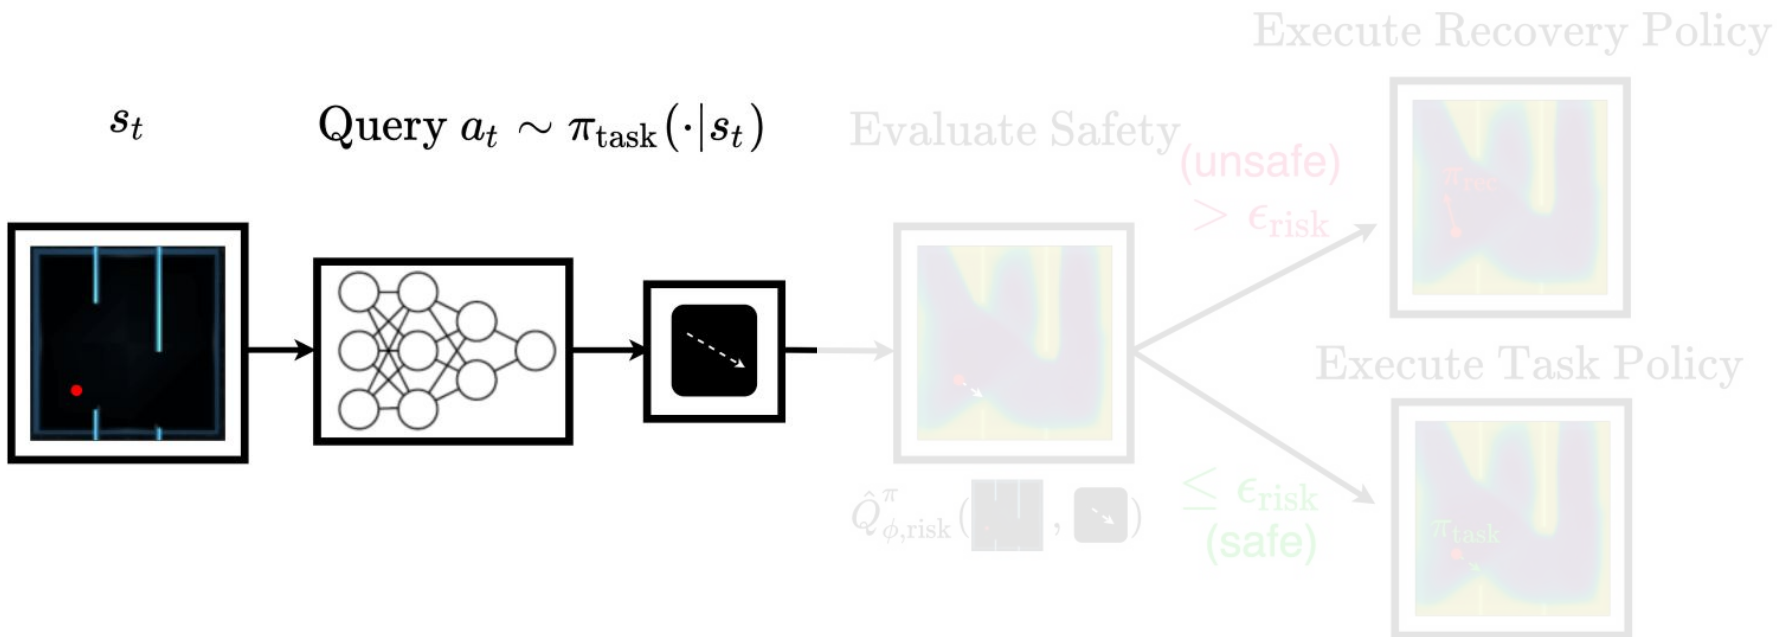 s_t
Query a_t ∼ π_task(·|s_t)
Evaluate Safety
Q̂^π_ϕ,risk( , )
(unsafe)
> ϵ_risk
≤ ϵ_risk
(safe)
Execute Recovery Policy
π_rec
Execute Task Policy
π_task